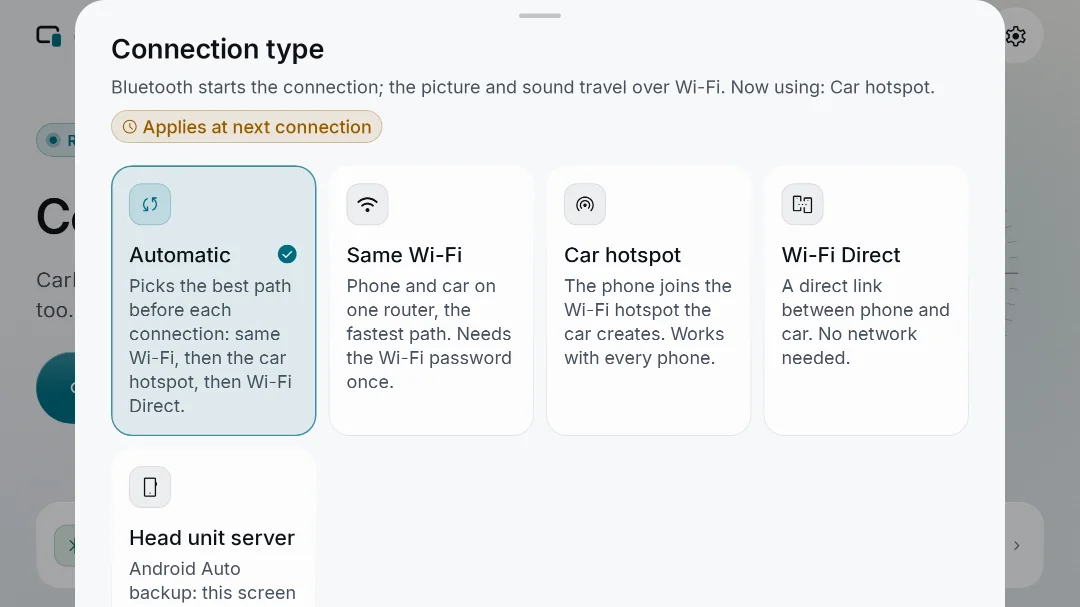 Connection type
Bluetooth starts the connection; the picture and sound travel over Wi-Fi. Now using: Car hotspot.
Applies at next connection
Automatic
Picks the best path
before each
connection: same
Wi-Fi, then the car
hotspot, then Wi-Fi
Direct.
Same Wi-Fi
Phone and car on
one router, the
fastest path. Needs
the Wi-Fi password
once.
Car hotspot
The phone joins the
Wi-Fi hotspot the
car creates. Works
with every phone.
Wi-Fi Direct
A direct link
between phone and
car. No network
needed.
Head unit server
Android Auto
backup: this screen
too.